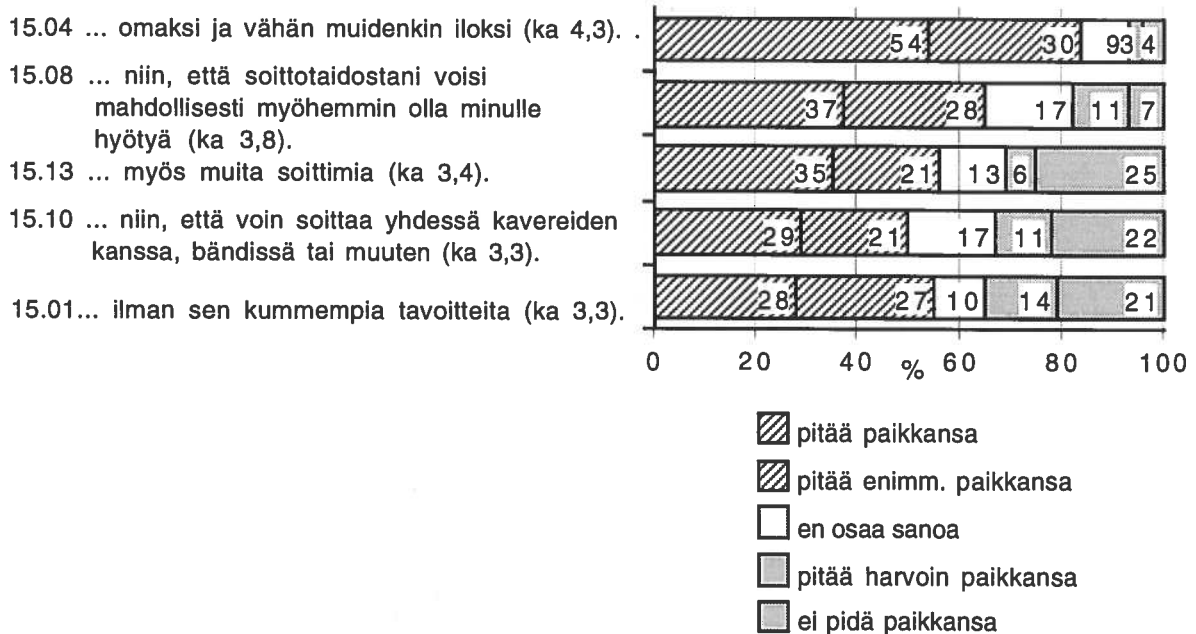 15.04 ... omaksi ja vähän muidenkin iloksi (ka 4,3). .
54 30 9 3 4
15.08 ... niin, että soittotaidostani voisi
mahdollisesti myöhemmin olla minulle
hyötyä (ka 3,8).
37 28 17 11 7
15.13 ... myös muita soittimia (ka 3,4).
35 21 13 6 25
15.10 ... niin, että voin soittaa yhdessä kavereiden
kanssa, bändissä tai muuten (ka 3,3).
29 21 17 11 22
15.01... ilman sen kummempia tavoitteita (ka 3,3).
28 27 10 14 21
0 20 40 % 60 80 100
pitää paikkansa
pitää enimm. paikkansa
en osaa sanoa
pitää harvoin paikkansa
ei pidä paikkansa